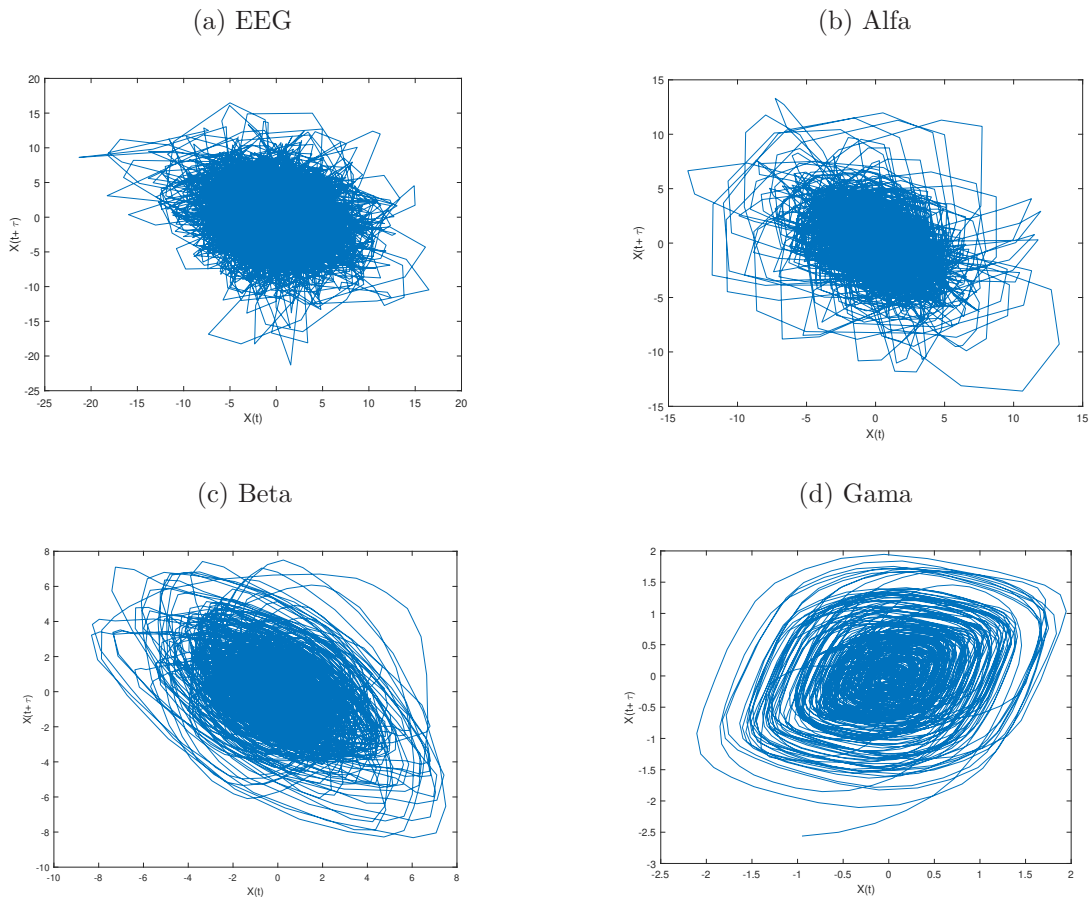 (a) EEG
(b) Alfa
20
15
10
5
0
-5
-10
-15
-20
-25
X(t+ τ)
-25 -20 -15 -10 -5 0 5 10 15 20
X(t)
15
10
5
0
-5
-10
-15
X(t+ τ)
-15 -10 -5 0 5 10 15
X(t)
(c) Beta
(d) Gama
8
6
4
2
0
-2
-4
-6
-8
-10
X(t+ τ)
-10 -8 -6 -4 -2 0 2 4 6 8
X(t)
2
1.5
1
0.5
0
-0.5
-1
-1.5
-2
-2.5
-3
X(t+ τ)
-2.5 -2 -1.5 -1 -0.5 0 0.5 1 1.5 2
X(t)